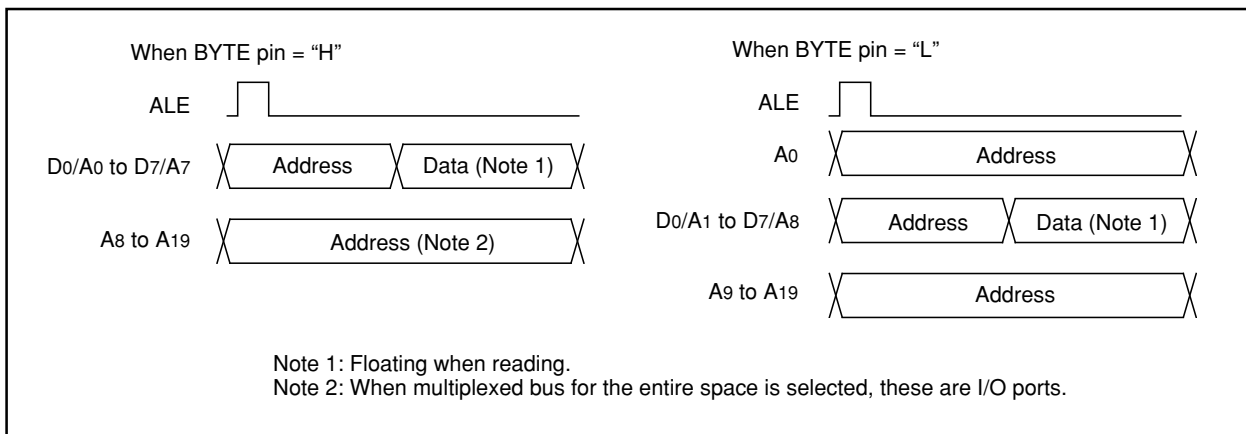 When BYTE pin = “H”
ALE
D0/A0 to D7/A7
Address
Data (Note 1)
A8 to A19
Address (Note 2)
When BYTE pin = “L”
ALE
A0
Address
D0/A1 to D7/A8
Address
Data (Note 1)
A9 to A19
Address
Note 1: Floating when reading.
Note 2: When multiplexed bus for the entire space is selected, these are I/O ports.